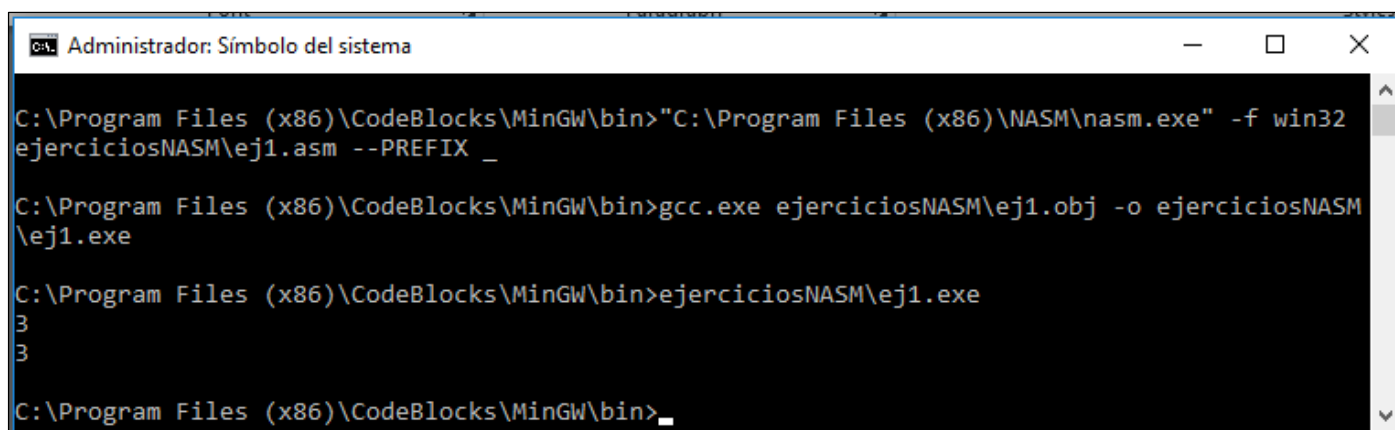 Administrador: Símbolo del sistema
C:\Program Files (x86)\CodeBlocks\MinGW\bin>"C:\Program Files (x86)\NASM\nasm.exe" -f win32
ejerciciosNASM\ej1.asm --PREFIX _
C:\Program Files (x86)\CodeBlocks\MinGW\bin>gcc.exe ejerciciosNASM\ej1.obj -o ejerciciosNASM
\ej1.exe
C:\Program Files (x86)\CodeBlocks\MinGW\bin>ejerciciosNASM\ej1.exe
3
3
C:\Program Files (x86)\CodeBlocks\MinGW\bin>